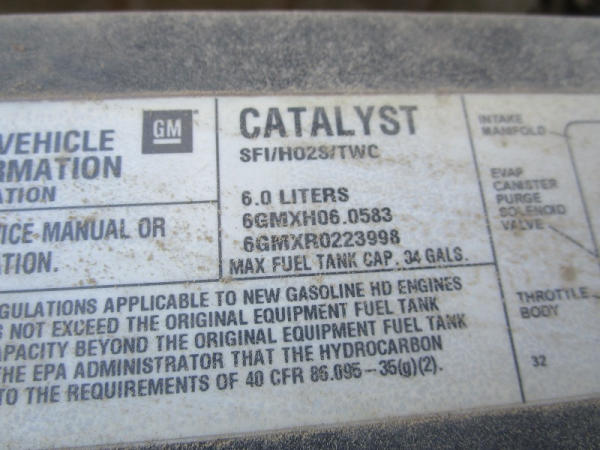 VEHICLE
GM
RMATION
ATION
ICE MANUAL OR
TION.
CATALYST
SFI/HO2S/TWC
6.0 LITERS
6GMXH06.0583
6GMXR0223998
MAX FUEL TANK CAP. 34 GALS.
GULATIONS APPLICABLE TO NEW GASOLINE HD ENGINES
S NOT EXCEED THE ORIGINAL EQUIPMENT FUEL TANK
APACITY BEYOND THE ORIGINAL EQUIPMENT FUEL TANK
THE EPA ADMINISTRATOR THAT THE HYDROCARBON
TO THE REQUIREMENTS OF 40 CFR 86.096-35(g)(2).
INTAKE
MANIFOLD
EVAP
CANISTER
PURGE
SOLENOID
VALVE
THROTTLE
BODY
32